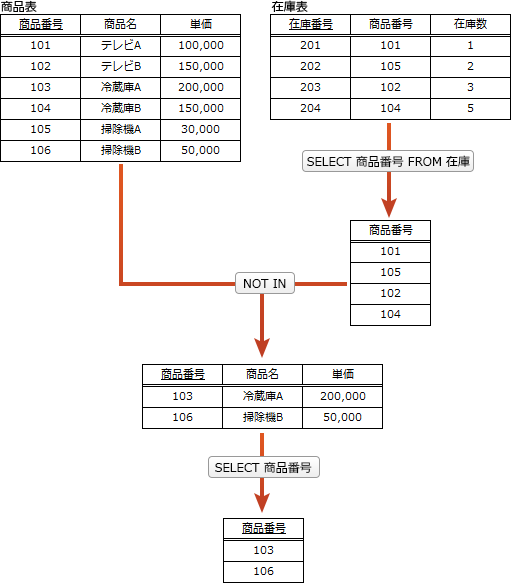 商品表
商品番号 商品名 単価
101 テレビA 100,000
102 テレビB 150,000
103 冷蔵庫A 200,000
104 冷蔵庫B 150,000
105 掃除機A 30,000
106 掃除機B 50,000
在庫表
在庫番号 商品番号 在庫数
201 101 1
202 105 2
203 102 3
204 104 5
SELECT 商品番号 FROM 在庫
商品番号
101
105
102
104
NOT IN
商品番号 商品名 単価
103 冷蔵庫A 200,000
106 掃除機B 50,000
SELECT 商品番号
商品番号
103
106